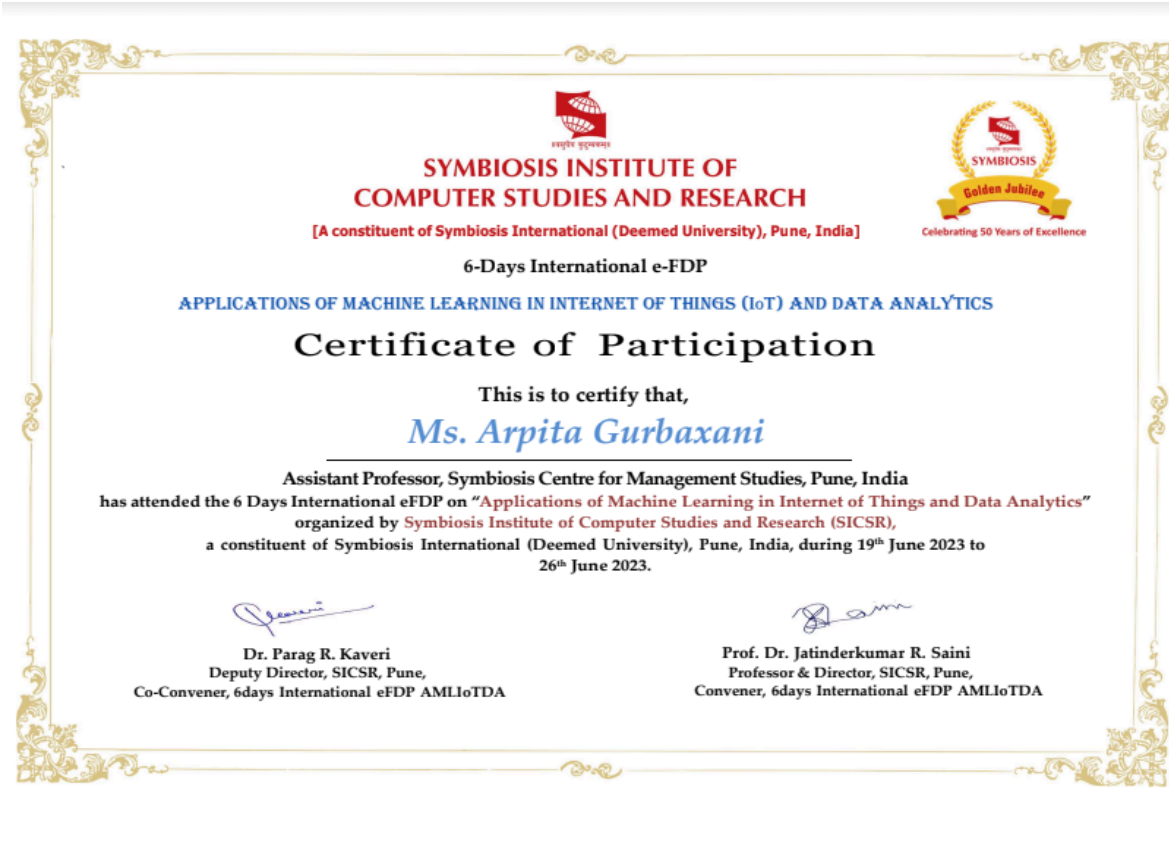 वसुधैव कुटुम्बकम्
SYMBIOSIS INSTITUTE OF
COMPUTER STUDIES AND RESEARCH
[A constituent of Symbiosis International (Deemed University), Pune, India]
SYMBIOSIS
Golden Jubilee
Celebrating 50 Years of Excellence
6-Days International e-FDP
APPLICATIONS OF MACHINE LEARNING IN INTERNET OF THINGS (IoT) AND DATA ANALYTICS
Certificate of Participation
This is to certify that,
Ms. Arpita Gurbaxani
Assistant Professor, Symbiosis Centre for Management Studies, Pune, India
has attended the 6 Days International eFDP on “Applications of Machine Learning in Internet of Things and Data Analytics”
organized by Symbiosis Institute of Computer Studies and Research (SICSR),
a constituent of Symbiosis International (Deemed University), Pune, India, during 19th June 2023 to
26th June 2023.
Dr. Parag R. Kaveri
Deputy Director, SICSR, Pune,
Co-Convener, 6days International eFDP AMLIoTDA
Prof. Dr. Jatinderkumar R. Saini
Professor & Director, SICSR, Pune,
Convener, 6days International eFDP AMLIoTDA